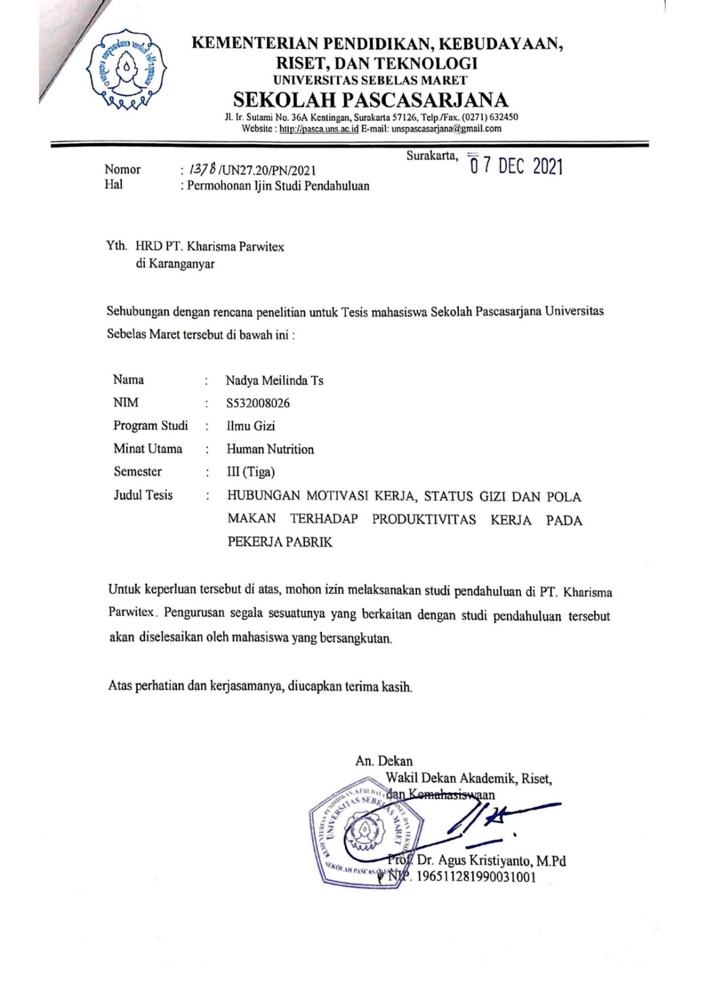 KEMENTERIAN PENDIDIKAN, KEBUDAYAAN,
RISET, DAN TEKNOLOGI
UNIVERSITAS SEBELAS MARET
SEKOLAH PASCASARJANA
Jl. Ir. Sutami No. 36A Kentingan, Surakarta 57126, Telp./Fax. (0271) 632450
Website : http://pasca.uns.ac.id E-mail: unspascasarjana@gmail.com
Surakarta, 07 DEC 2021
Nomor : 1378/UN27.20/PN/2021
Hal : Permohonan Ijin Studi Pendahuluan
Yth. HRD PT. Kharisma Parwitex
di Karanganyar
Sehubungan dengan rencana penelitian untuk Tesis mahasiswa Sekolah Pascasarjana Universitas
Sebelas Maret tersebut di bawah ini :
Nama : Nadya Meilinda Ts
NIM : S532008026
Program Studi : Ilmu Gizi
Minat Utama : Human Nutrition
Semester : III (Tiga)
Judul Tesis : HUBUNGAN MOTIVASI KERJA, STATUS GIZI DAN POLA
MAKAN TERHADAP PRODUKTIVITAS KERJA PADA
PEKERJA PABRIK
Untuk keperluan tersebut di atas, mohon izin melaksanakan studi pendahuluan di PT. Kharisma
Parwitex. Pengurusan segala sesuatunya yang berkaitan dengan studi pendahuluan tersebut
akan diselesaikan oleh mahasiswa yang bersangkutan.
Atas perhatian dan kerjasamanya, diucapkan terima kasih.
An. Dekan
Wakil Dekan Akademik, Riset,
dan Kemahasiswaan
UNIVERSITAS SEBELAS MARET
Prof. Dr. Agus Kristiyanto, M.Pd
NIP. 196511281990031001